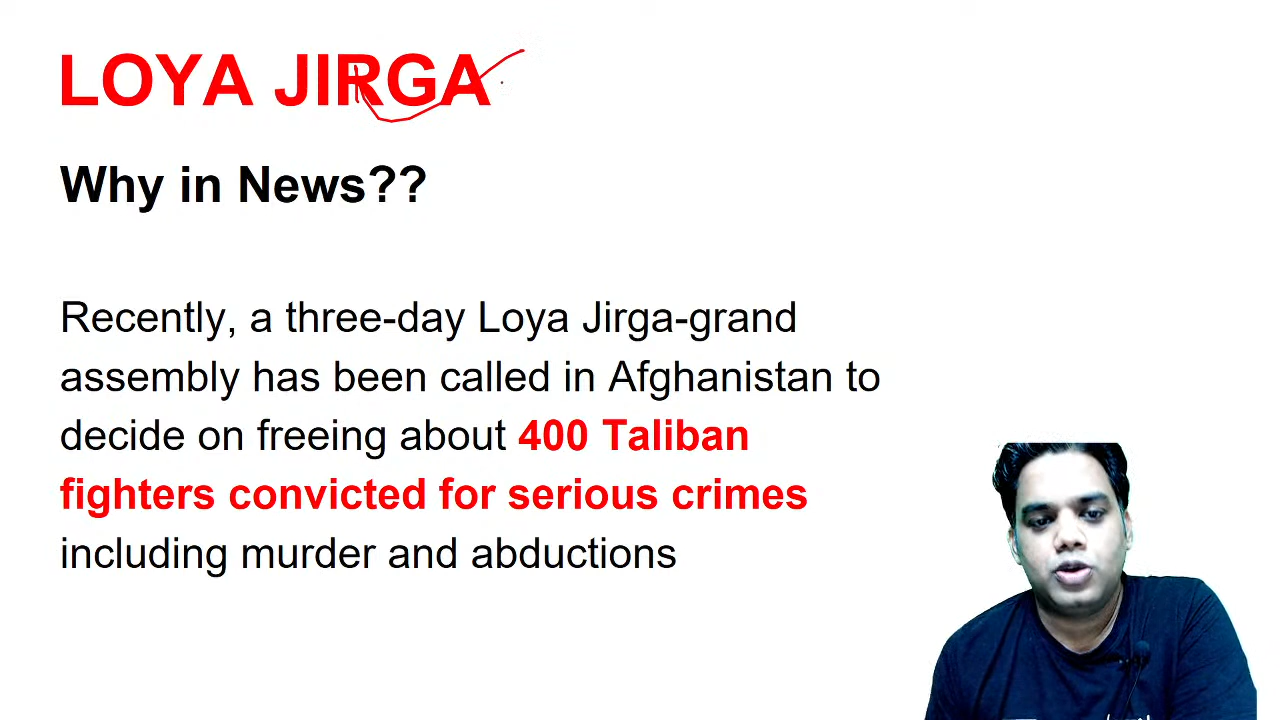 LOYA JIRGA
Why in News??
Recently, a three-day Loya Jirga-grand
assembly has been called in Afghanistan to
decide on freeing about 400 Taliban
fighters convicted for serious crimes
including murder and abductions